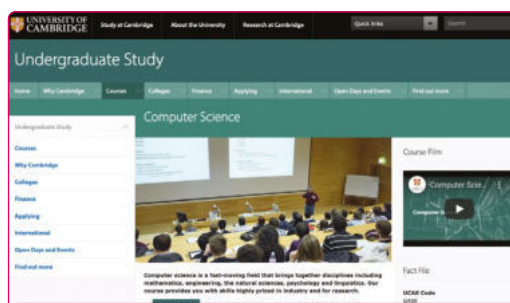 UNIVERSITY OF
CAMBRIDGE
Study at Cambridge
About the University
Research at Cambridge
Quick links
Search
Undergraduate Study
Home
Why Cambridge
Courses
Colleges
Finance
Applying
International
Open Days and Events
Find out more
Undergraduate Study
Courses
Why Cambridge
Colleges
Finance
Applying
International
Open Days and Events
Find out more
Computer Science
Computer science is a fast-moving field that brings together disciplines including
mathematics, engineering, the natural sciences, psychology and linguistics. Our
course provides you with skills highly prized in industry and for research.
Course Film
Computer Scie...
Fact File
UCAS Code